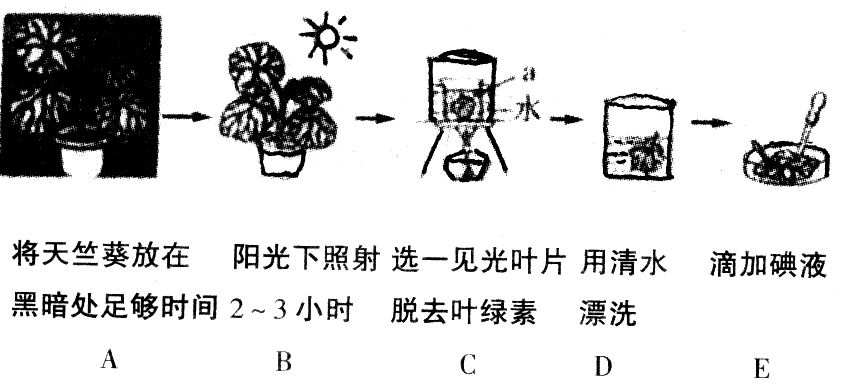 a
水
将天竺葵放在
黑暗处足够时间
阳光下照射
2~3小时
选一见光叶片
脱去叶绿素
用清水
漂洗
滴加碘液
A
B
C
D
E